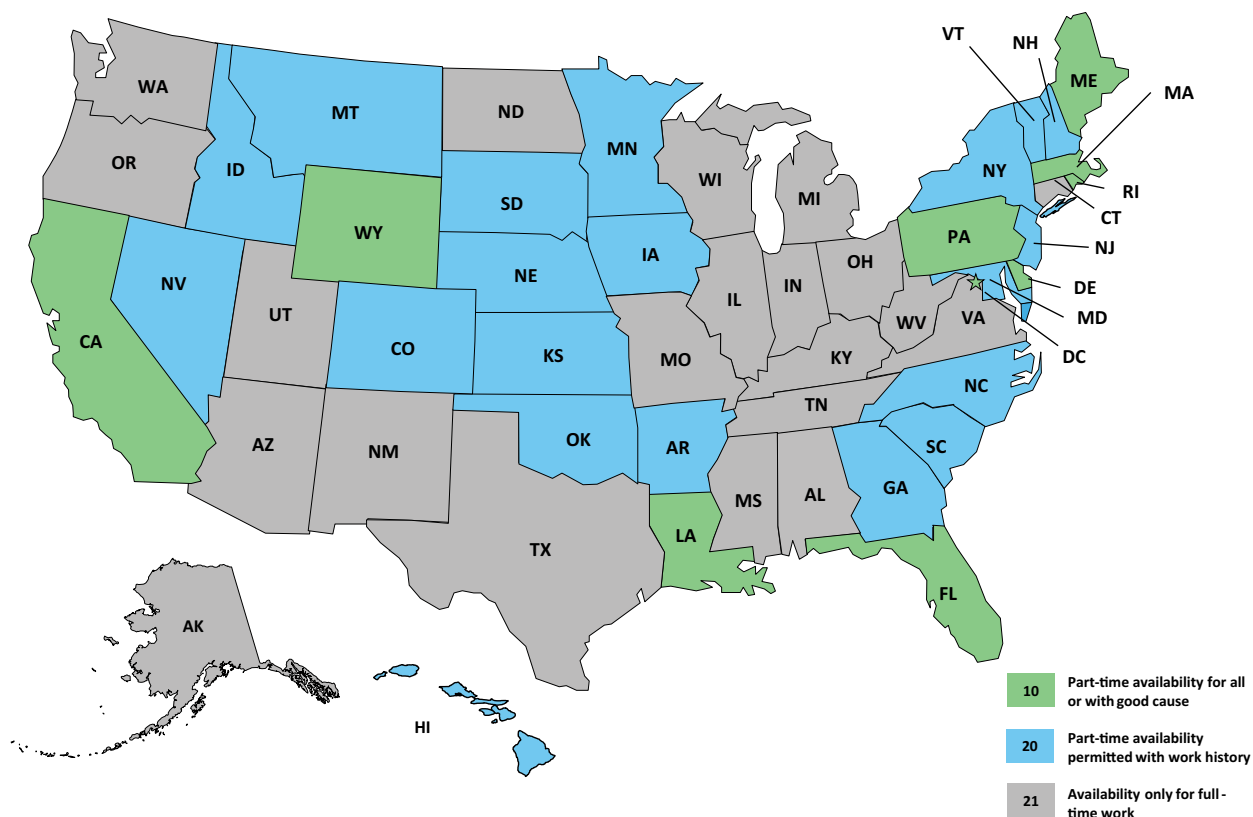 VT
NH
ME
WA
MT
ND
MA
MN
OR
ID
WI
NY
SD
MI
RI
CT
WY
PA
NJ
IA
OH
NE
NV
IN
DE
IL
UT
WV
VA
MD
CA
CO
KS
MO
KY
DC
NC
TN
OK
AR
AZ
NM
SC
GA
MS
AL
LA
TX
FL
AK
HI
10 Part-time availability for all
or with good cause
20 Part-time availability
permitted with work history
21 Availability only for full -
time work